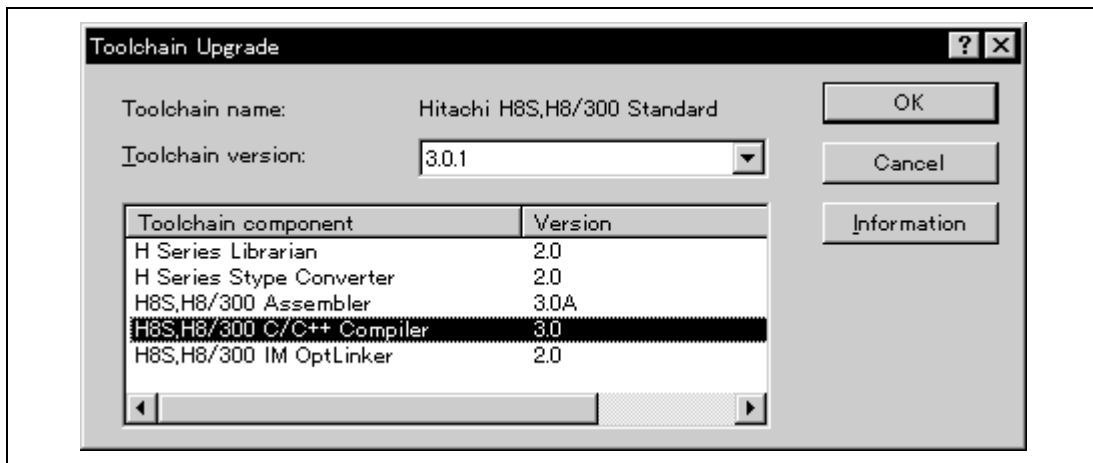 Toolchain Upgrade
Toolchain name: Hitachi H8S,H8/300 Standard
OK
Toolchain version: 3.0.1
Cancel
Information
Toolchain component Version
H Series Librarian 2.0
H Series Stype Converter 2.0
H8S,H8/300 Assembler 3.0A
H8S,H8/300 C/C++ Compiler 3.0
H8S,H8/300 IM OptLinker 2.0